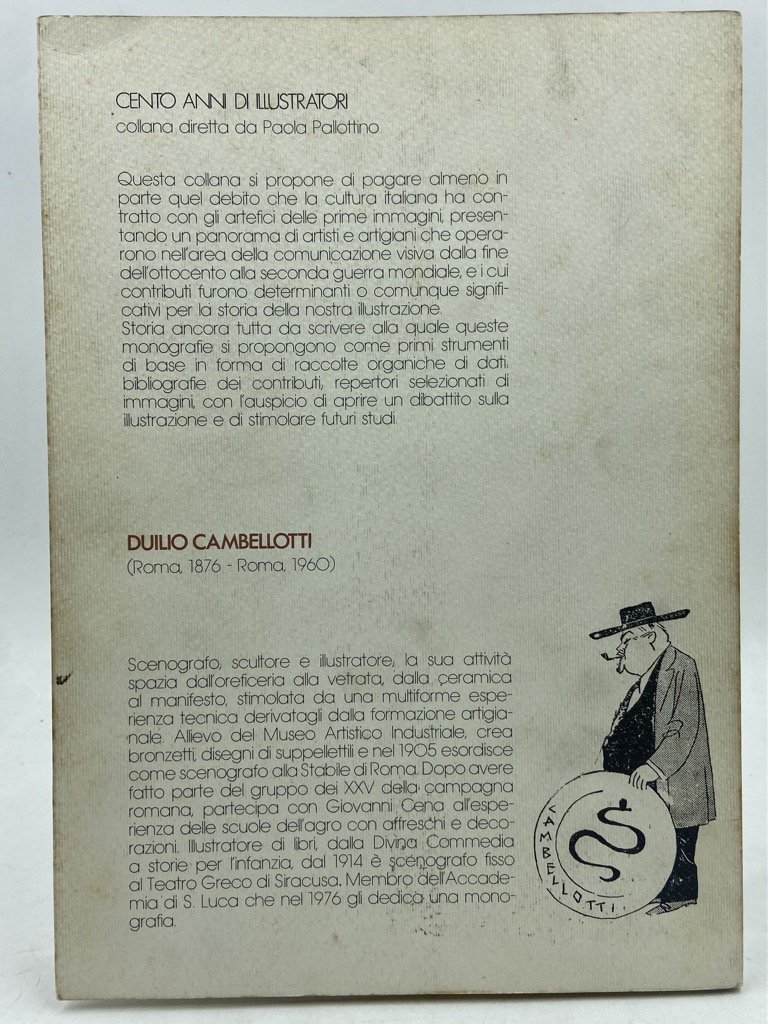 CENTO ANNI DI ILLUSTRATORI
collana diretta da Paola Pallottino
Questa collana si propone di pagare almeno in
parte quel debito che la cultura italiana ha con-
tratto con gli artefici delle prime immagini, presen-
tando un panorama di artisti e artigiani che opera-
rono nell'area della comunicazione visiva dalla fine
dell'ottocento alla seconda guerra mondiale, e i cui
contributi furono determinanti o comunque signifi-
cativi per la storia della nostra illustrazione.
Storia ancora tutta da scrivere alla quale queste
monografie si propongono come primi strumenti
di base in forma di raccolte organiche di dati,
bibliografie dei contributi, repertori selezionati di
immagini, con l'auspicio di aprire un dibattito sulla
illustrazione e di stimolare futuri studi.
DUILIO CAMBELLOTTI
(Roma, 1876 - Roma, 1960)
Scenografo, scultore e illustratore, la sua attività
spazia dall'oreficeria alla vetrata, dalla ceramica
al manifesto, stimolata da una multiforme espe-
rienza tecnica derivatagli dalla formazione artigia-
nale. Allievo del Museo Artistico Industriale, crea
bronzetti, disegni di suppellettili e nel 1905 esordisce
come scenografo alla Stabile di Roma. Dopo avere
fatto parte del gruppo dei XXV della campagna
romana, partecipa con Giovanni Cena all'espe-
rienza delle scuole dell'agro con affreschi e deco-
razioni. Illustratore di libri, dalla Divina Commedia
a storie per l'infanzia, dal 1914 è scenografo fisso
al Teatro Greco di Siracusa. Membro dell'Accade-
mia di S. Luca che nel 1976 gli dedica una mono-
grafia.
CAMBELLOTTI